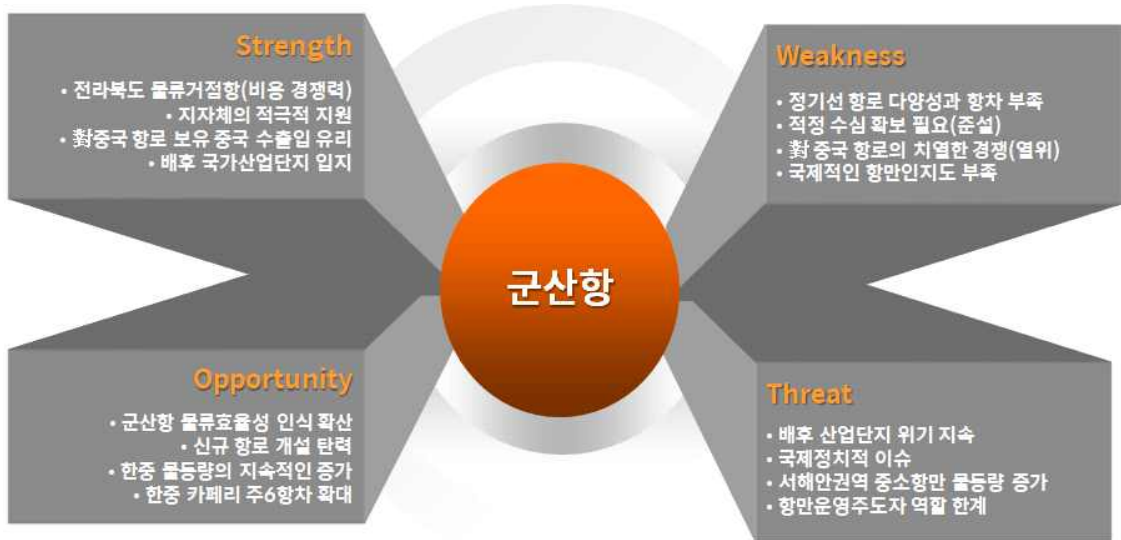 Strength
• 전라북도 물류거점항(비용 경쟁력)
• 지자체의 적극적 지원
• 對중국 항로 보유 중국 수출입 유리
• 배후 국가산업단지 입지
Weakness
• 정기선 항로 다양성과 항차 부족
• 적정 수심 확보 필요(준설)
• 對 중국 항로의 치열한 경쟁(열위)
• 국제적인 항만인지도 부족
군산항
Opportunity
• 군산항 물류효율성 인식 확산
• 신규 항로 개설 탄력
• 한중 물동량의 지속적인 증가
• 한중 카페리 주6항차 확대
Threat
• 배후 산업단지 위기 지속
• 국제정치적 이슈
• 서해안권역 중소항만 물동량 증가
• 항만운영주도자 역할 한계